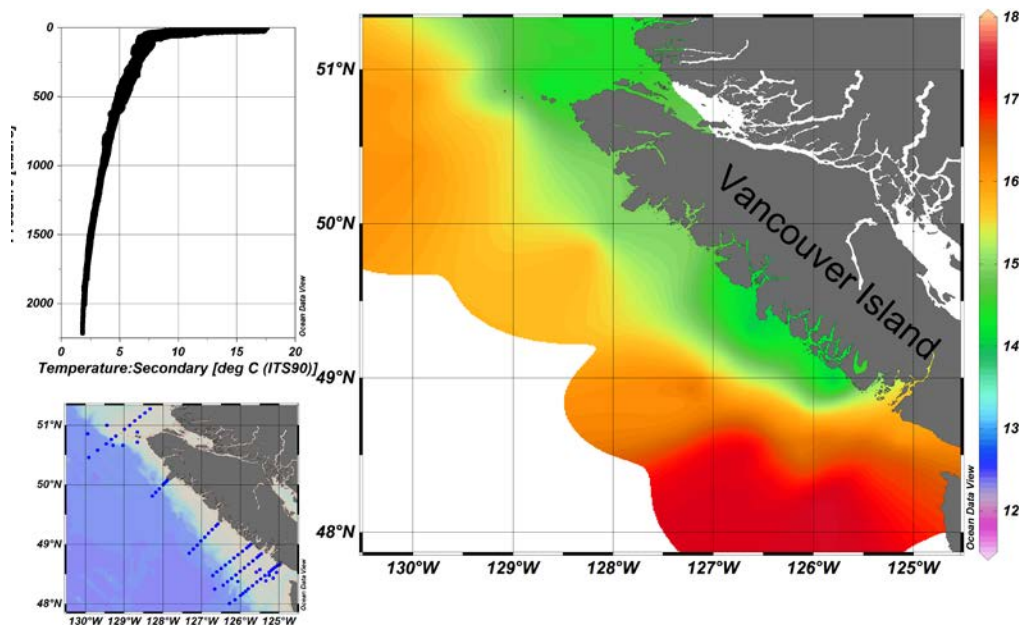 0
500
1000
1500
2000
0
5
10
15
20
Temperature:Secondary [deg C (ITS90)]
Ocean Data View
51°N
50°N
49°N
48°N
130°W
129°W
128°W
127°W
126°W
125°W
Ocean Data View
51°N
50°N
49°N
48°N
130°W
129°W
128°W
127°W
126°W
125°W
Vancouver Island
Ocean Data View
18
17
16
15
14
13
12